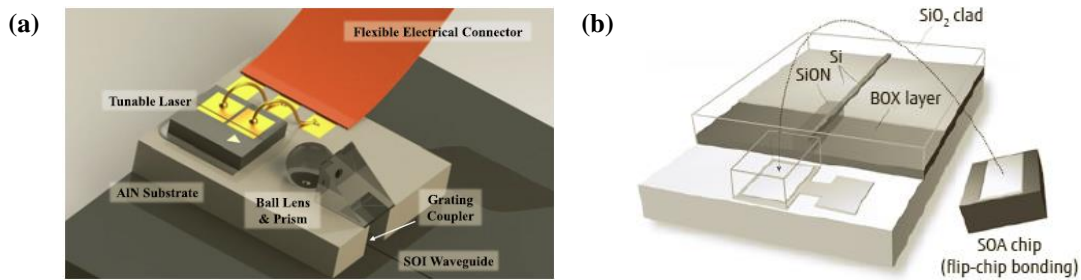 (a)
Flexible Electrical Connector
Tunable Laser
AlN Substrate
Ball Lens
& Prism
Grating
Coupler
SOI Waveguide
(b)
SiO₂ clad
Si
SiON
BOX layer
SOA chip
(flip-chip bonding)